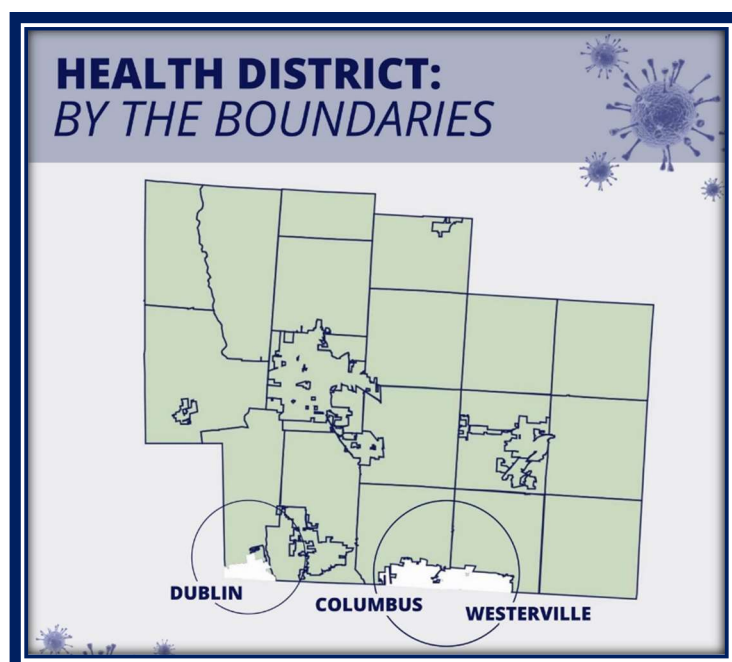 HEALTH DISTRICT:
BY THE BOUNDARIES
DUBLIN
COLUMBUS
WESTERVILLE